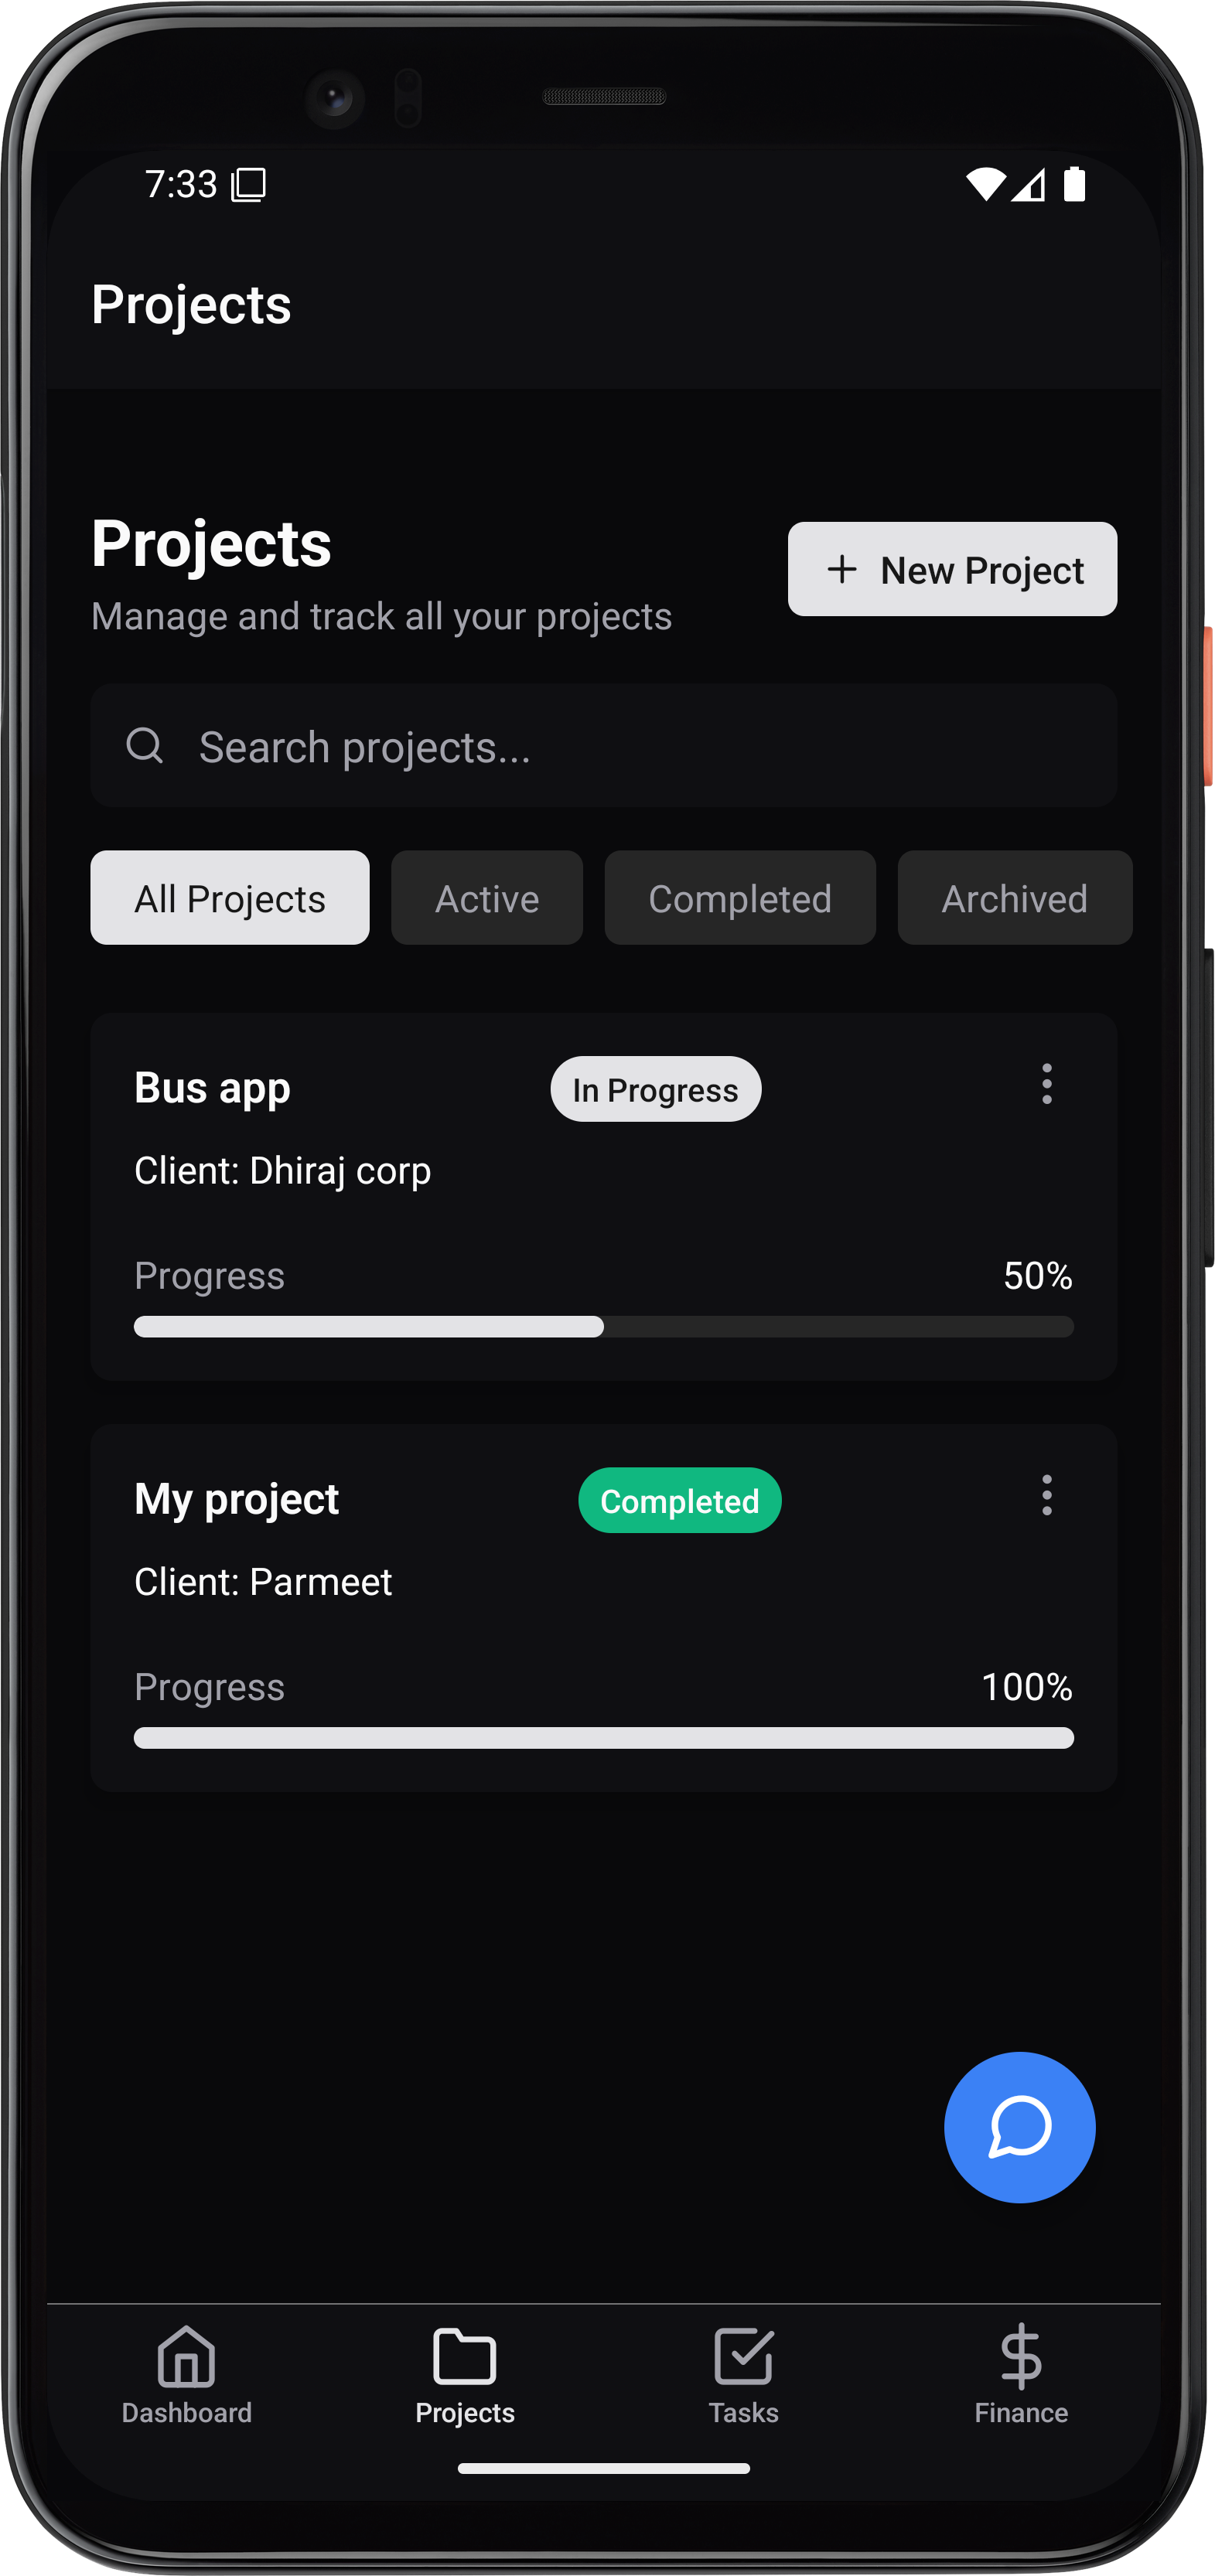 7:33
Projects
Projects
Manage and track all your projects
New Project
Search projects...
All Projects Active Completed Archived
Bus app In Progress
Client: Dhiraj corp
Progress 50%
My project Completed
Client: Parmeet
Progress 100%
Dashboard Projects Tasks Finance